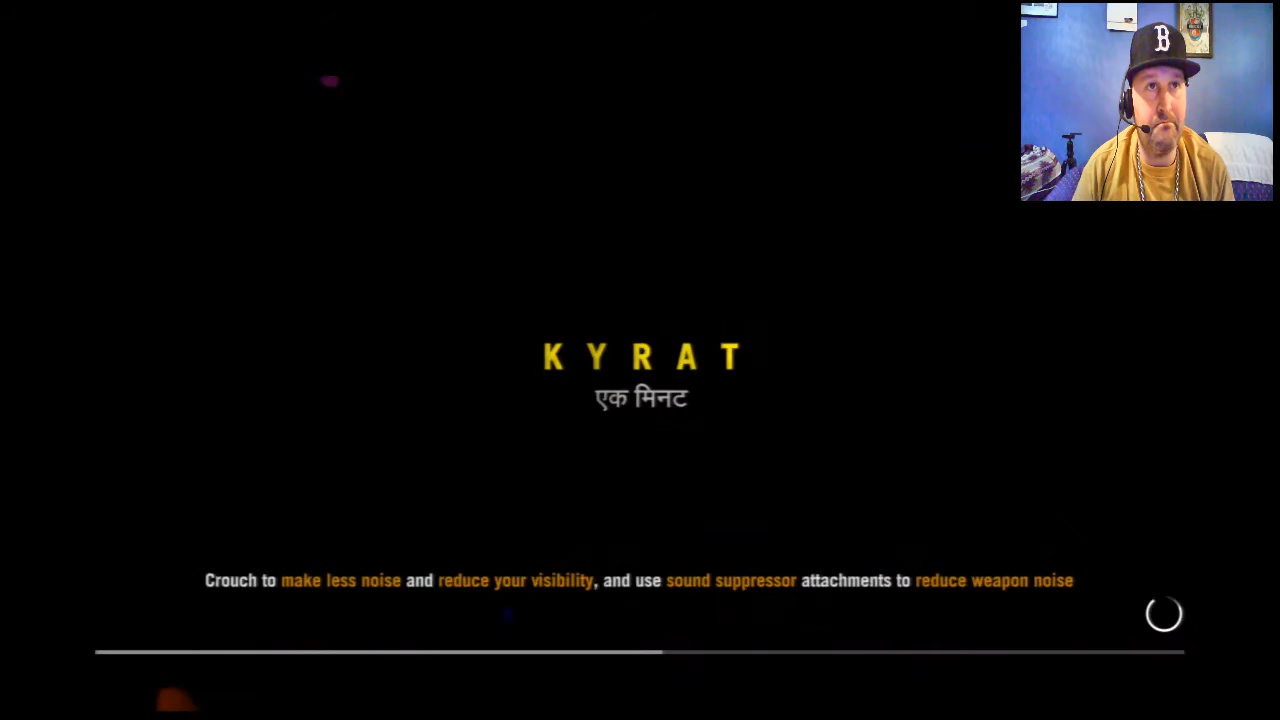 B
K Y R A T
एक मिनट
Crouch to make less noise and reduce your visibility, and use sound suppressor attachments to reduce weapon noise